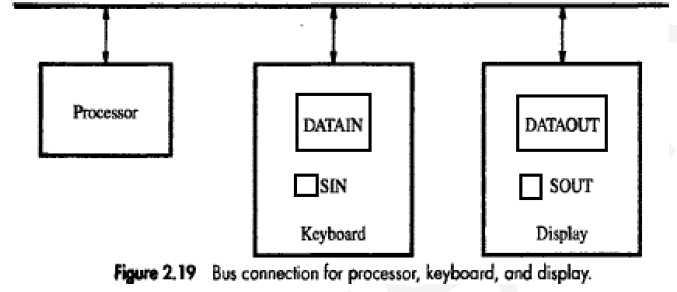 Processor
DATAIN
DATAOUT
SIN
SOUT
Keyboard
Display
Figure 2.19 Bus connection for processor, keyboard, and display.